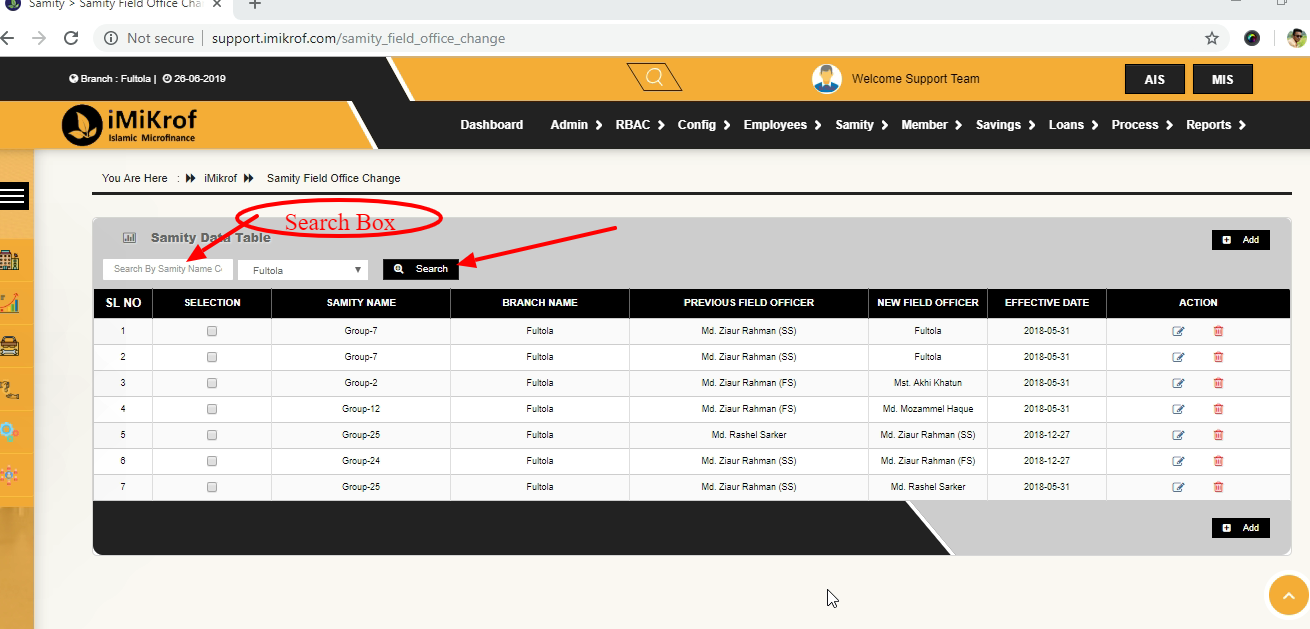 Samity > Samity Field Office Cha
Not secure | support.imikrof.com/samity_field_office_change
Branch : Fultola | 26-06-2019
Welcome Support Team
AIS
MIS
iMiKrof
Islamic Microfinance
Dashboard Admin RBAC Config Employees Samity Member Savings Loans Process Reports
You Are Here : iMikrof Samity Field Office Change
Search Box
Samity Data Table
Add
Search By Samity Name C
Fultola
Search
SL NO SELECTION SAMITY NAME BRANCH NAME PREVIOUS FIELD OFFICER NEW FIELD OFFICER EFFECTIVE DATE ACTION
1 Group-7 Fultola Md. Ziaur Rahman (SS) Fultola 2018-05-31
2 Group-7 Fultola Md. Ziaur Rahman (SS) Fultola 2018-05-31
3 Group-2 Fultola Md. Ziaur Rahman (FS) Mst. Akhi Khatun 2018-05-31
4 Group-12 Fultola Md. Ziaur Rahman (FS) Md. Mozammel Haque 2018-05-31
5 Group-25 Fultola Md. Rashel Sarker Md. Ziaur Rahman (SS) 2018-12-27
6 Group-24 Fultola Md. Ziaur Rahman (SS) Md. Ziaur Rahman (FS) 2018-12-27
7 Group-25 Fultola Md. Ziaur Rahman (SS) Md. Rashel Sarker 2018-05-31
Add